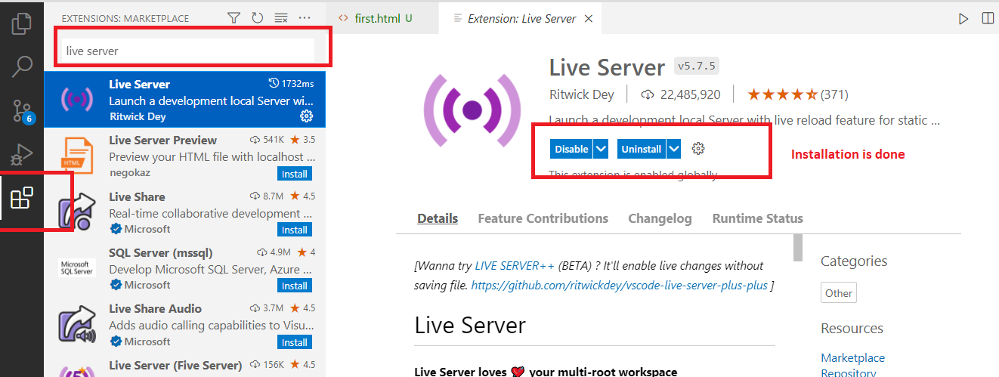 EXTENSIONS: MARKETPLACE
live server
Live Server 1732ms
Launch a development local Server wi...
Ritwick Dey
Live Server Preview 541K ★ 3.5
Preview your HTML file with localhost ...
negokaz Install
HTML
Live Share 8.7M ★ 4.5
Real-time collaborative development ...
Microsoft Install
SQL Server (mssql) 4.9M ★ 4
Develop Microsoft SQL Server, Azure ...
Microsoft Install
Microsoft
SQL Server
Live Share Audio 3.7M ★ 4.5
Adds audio calling capabilities to Visu...
Microsoft Install
Live Server (Five Server) 156K ★ 4.5
5
6
<> first.html U
Extension: Live Server ×
Live Server v5.7.5
Ritwick Dey | 22,485,920 | ★★★★★ (371)
Launch a development local Server with live reload feature for static ...
Disable Uninstall
Installation is done
This extension is enabled globally.
Details Feature Contributions Changelog Runtime Status
[Wanna try LIVE SERVER++ (BETA) ? It'll enable live changes without
saving file. https://github.com/ritwickdey/vscode-live-server-plus-plus ]
Live Server
Live Server loves ❤ your multi-root workspace
Categories
Other
Resources
Marketplace
Repository